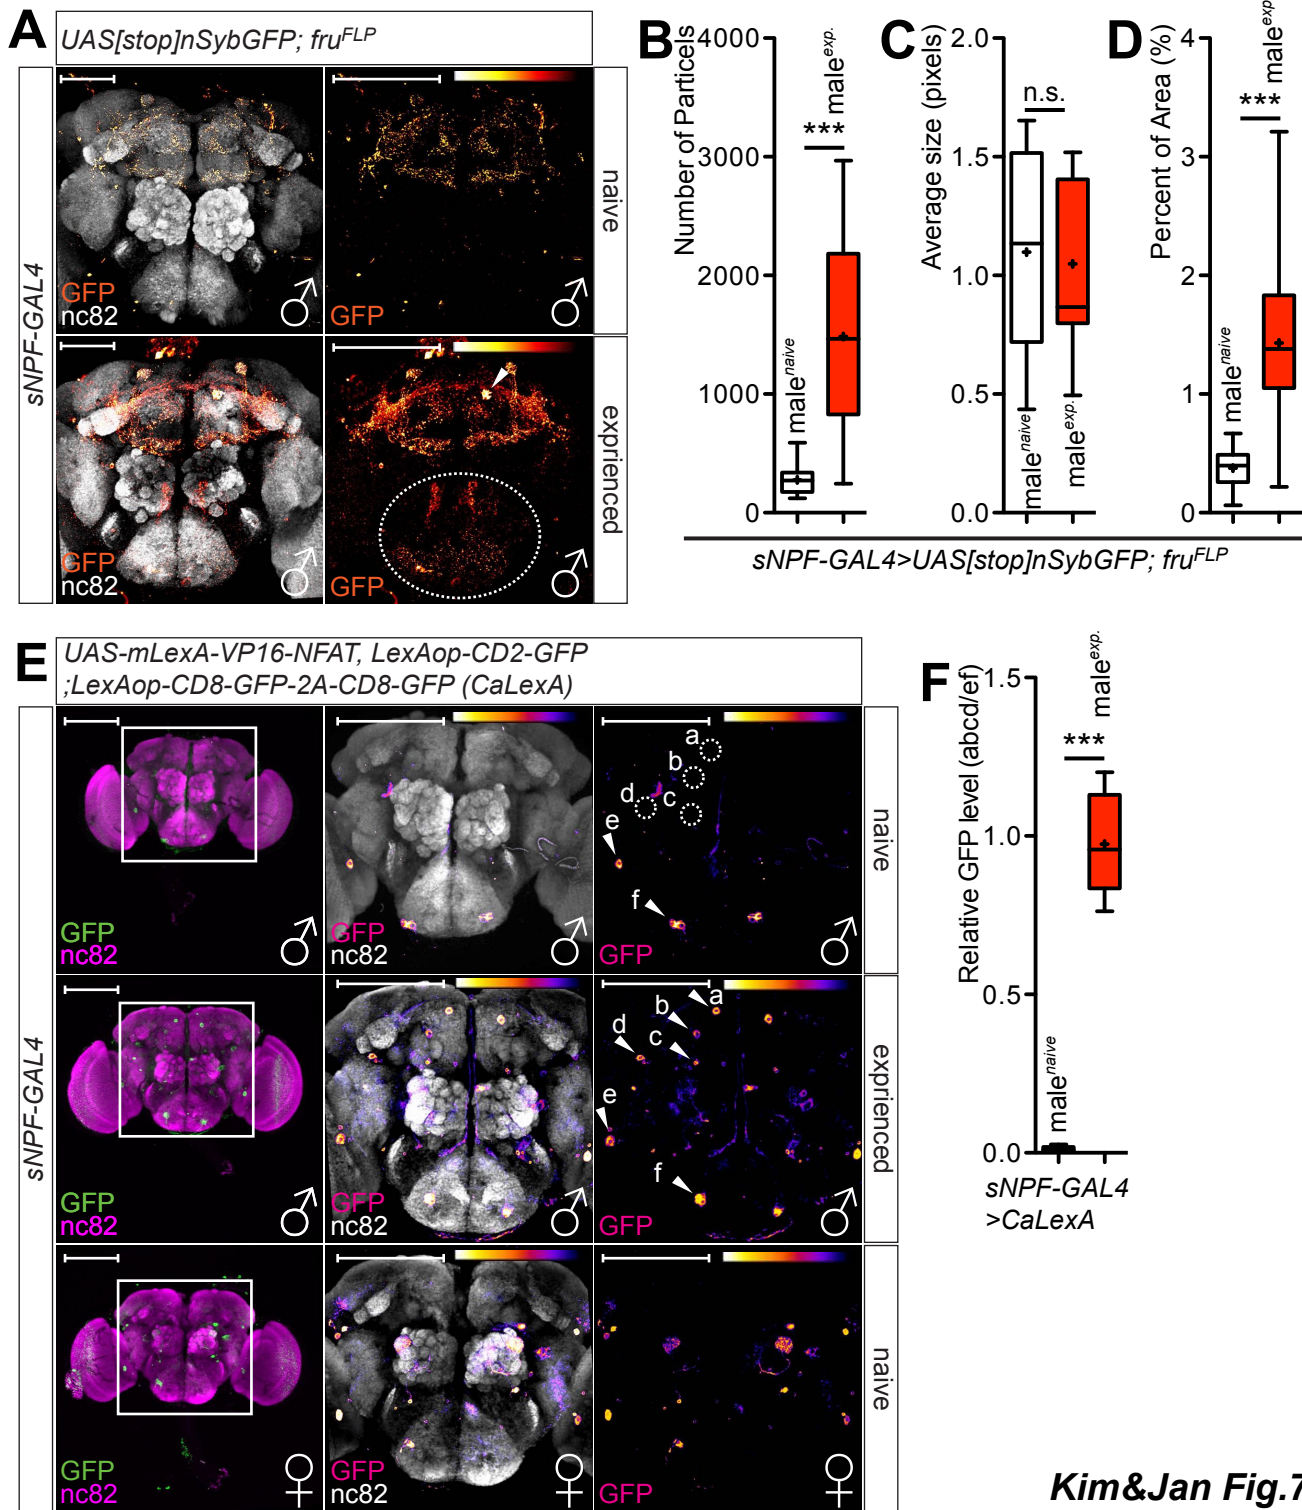 A
UAS[stop]nSybGFP; fruFLP
sNPF-GAL4
GFP
nc82
♂
GFP
♂
naive
GFP
nc82
♂
GFP
♂
exprienced
B
Number of Particels
4000
3000
2000
1000
0
male naive
***
male exp.
C
Average size (pixels)
2.0
1.5
1.0
0.5
0.0
n.s.
male naive
male exp.
D
Percent of Area (%)
4
3
2
1
0
male naive
***
male exp
sNPF-GAL4>UAS[stop]nSybGFP; fruFLP
E
UAS-mLexA-VP16-NFAT, LexAop-CD2-GFP
;LexAop-CD8-GFP-2A-CD8-GFP (CaLexA)
sNPF-GAL4
GFP
nc82
♂
GFP
nc82
♂
a
b
d c
e
f
GFP
♂
naive
GFP
nc82
♂
GFP
nc82
♂
a
b
d
c
e
f
GFP
♂
exprienced
GFP
nc82
♀
GFP
nc82
♀
GFP
♀
naive
F
Relative GFP level (abcd/ef)
1.5
1.0
0.5
0.0
male naive
***
male exp.
sNPF-GAL4
>CaLexA
Kim&Jan Fig.7